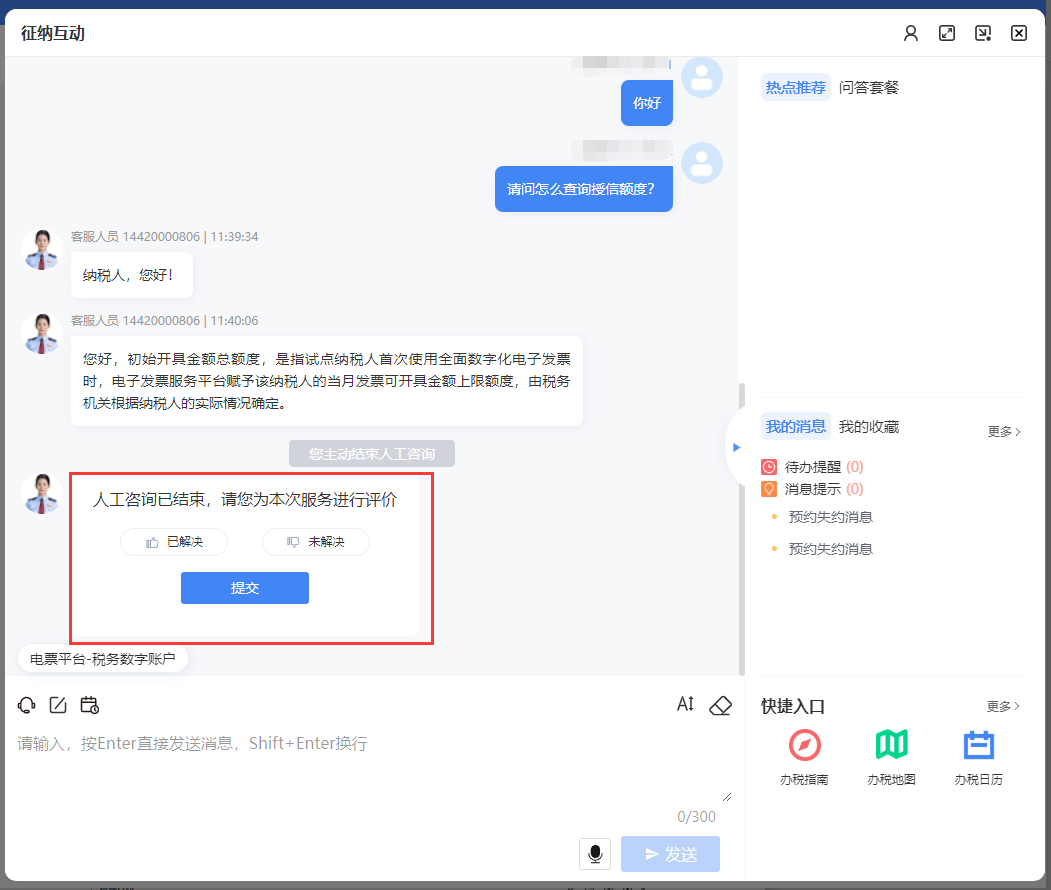 征纳互动
你好
请问怎么查询授信额度？
客服人员 14420000806 | 11:39:34
纳税人，您好！
客服人员 14420000806 | 11:40:06
您好，初始开具金额总额度，是指试点纳税人首次使用全面数字化电子发票
时，电子发票服务平台赋予该纳税人的当月发票可开具金额上限额度，由税务
机关根据纳税人的实际情况确定。
您主动结束人工咨询
人工咨询已结束，请您为本次服务进行评价
已解决 未解决
提交
电票平台-税务数字账户
请输入，按Enter直接发送消息，Shift+Enter换行
0/300
发送
热点推荐 问答套餐
我的消息 我的收藏 更多
待办提醒 (0)
消息提示 (0)
预约失约消息
预约失约消息
快捷入口 更多
办税指南 办税地图 办税日历